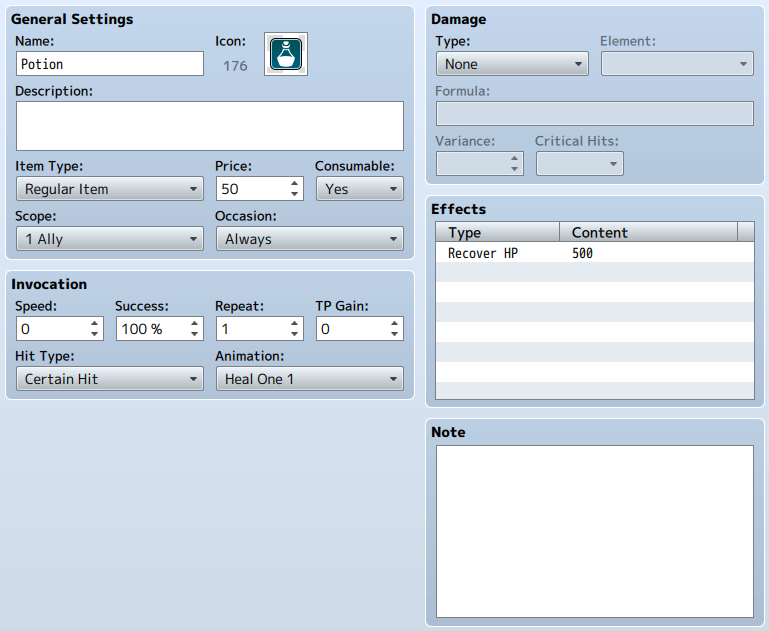 General Settings
Name: Icon:
Potion 176
Description:
Item Type: Price: Consumable:
Regular Item 50 Yes
Scope: Occasion:
1 Ally Always
Invocation
Speed: Success: Repeat: TP Gain:
0 100 % 1 0
Hit Type: Animation:
Certain Hit Heal One 1
Damage
Type: Element:
None
Formula:
Variance: Critical Hits:
Effects
Type Content
Recover HP 500
Note